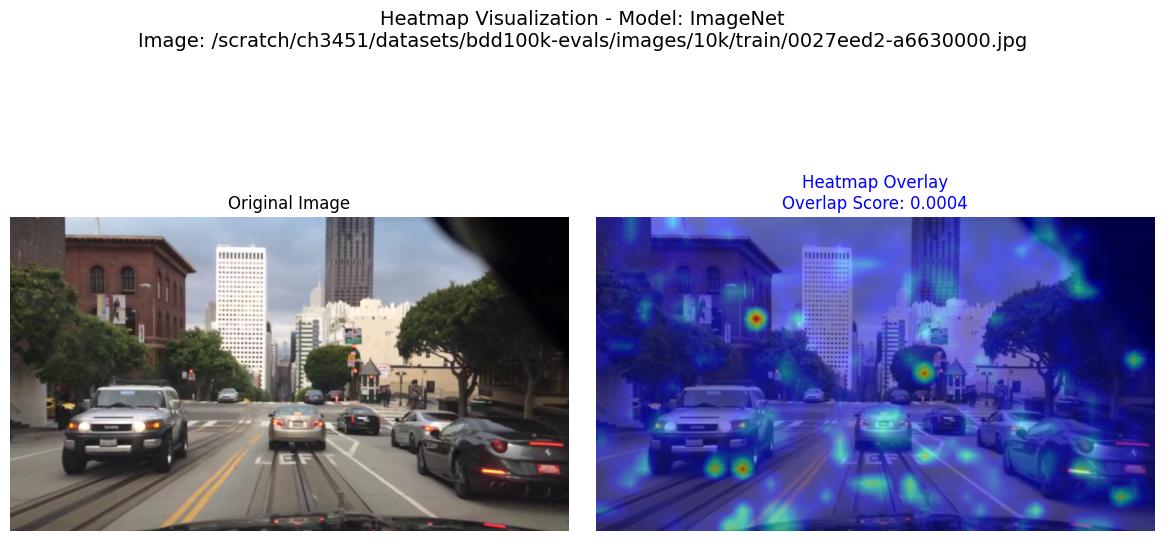 Heatmap Visualization - Model: ImageNet
Image: /scratch/ch3451/datasets/bdd100k-evals/images/10k/train/0027eed2-a6630000.jpg
Original Image
Heatmap Overlay
Overlap Score: 0.0004